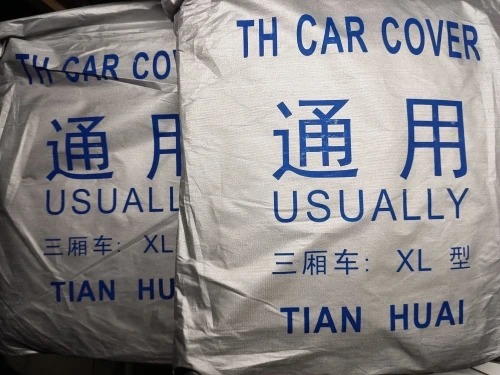 TH CAR COVER
通用
USUALLY
三厢车: XL 型
TIAN HUAI
TH CAR CO
通用
USUALL
三厢车: XL
TIAN HU